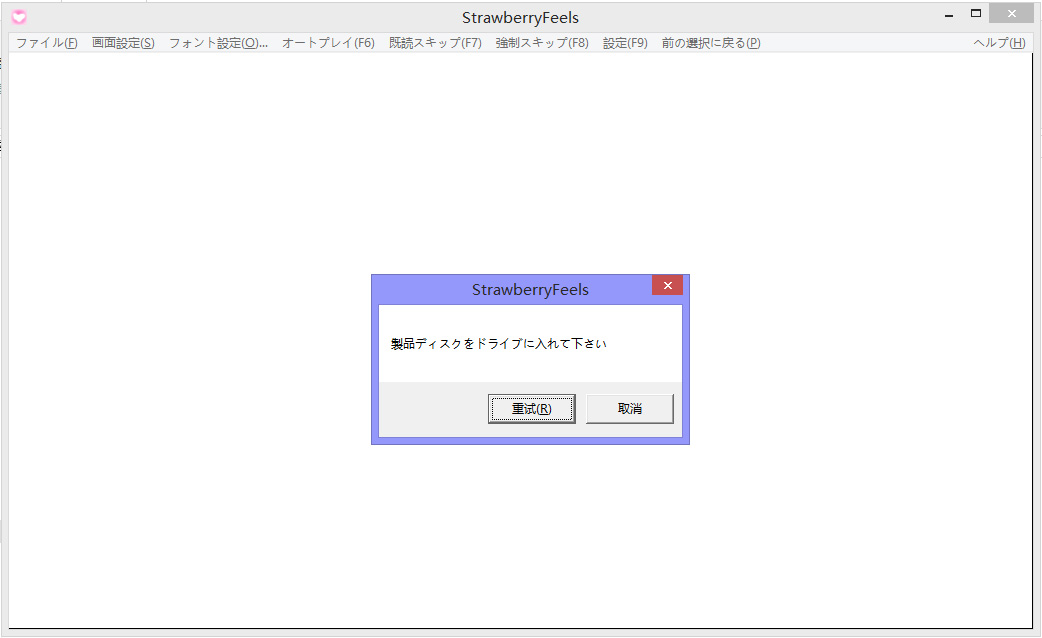 StrawberryFeels
ファイル(F) 画面設定(S) フォント設定(O)... オートプレイ(F6) 既読スキップ(F7) 強制スキップ(F8) 設定(F9) 前の選択に戻る(P) ヘルプ(H)
StrawberryFeels
製品ディスクをドライブに入れて下さい
重试(R) 取消